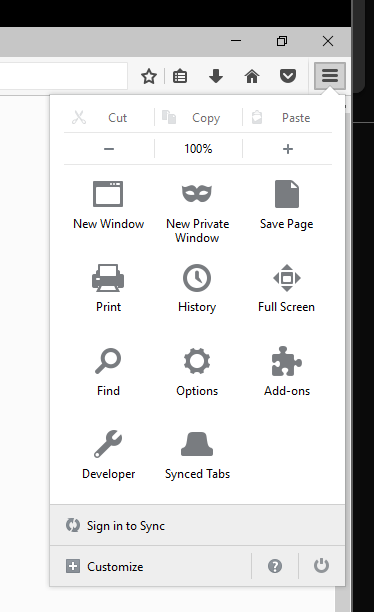 Cut Copy Paste
100%
New Window New Private Save Page
Window
Print History Full Screen
Find Options Add-ons
Developer Synced Tabs
Sign in to Sync
Customize